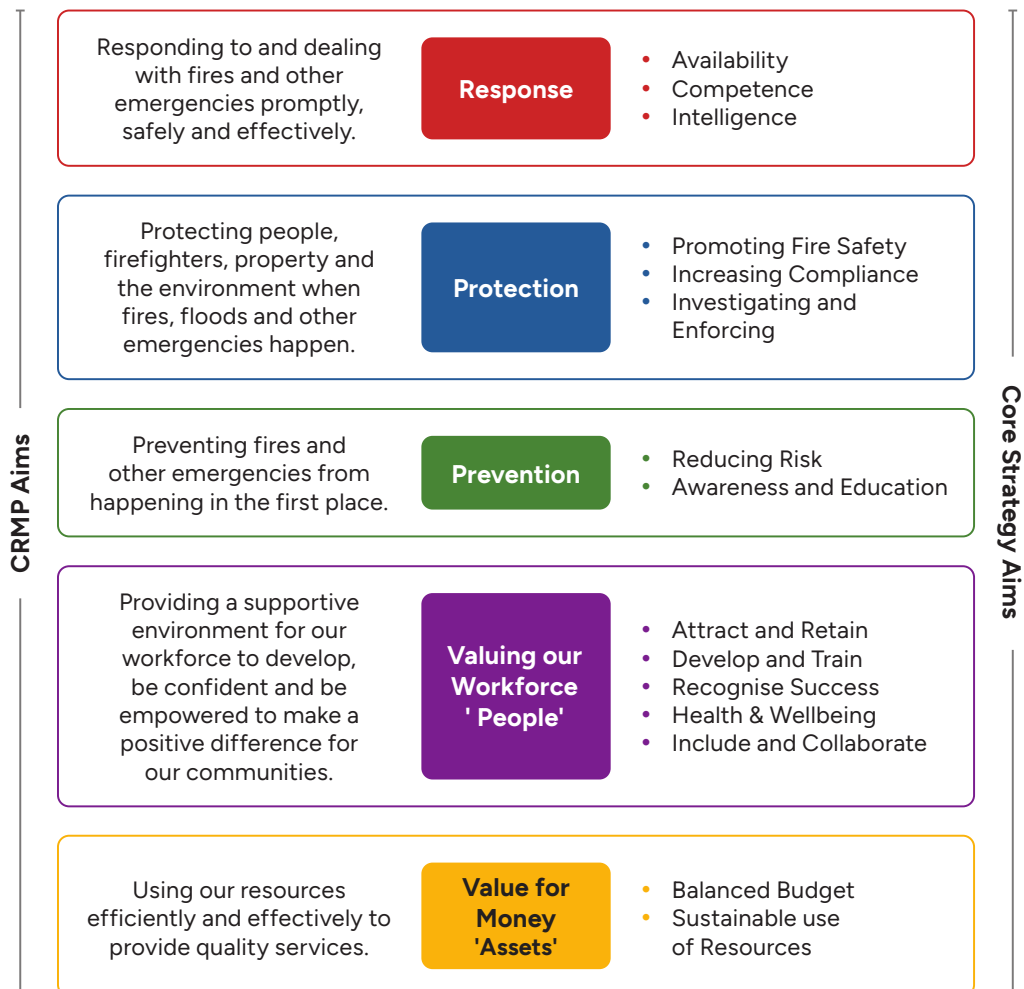 CRMP Aims
Responding to and dealing
with fires and other
emergencies promptly,
safely and effectively.
Response
• Availability
• Competence
• Intelligence
Protecting people,
firefighters, property and
the environment when
fires, floods and other
emergencies happen.
Protection
• Promoting Fire Safety
• Increasing Compliance
• Investigating and
Enforcing
Preventing fires and
other emergencies from
happening in the first place.
Prevention
• Reducing Risk
• Awareness and Education
Providing a supportive
environment for our
workforce to develop,
be confident and be
empowered to make a
positive difference for
our communities.
Valuing our
Workforce
' People'
• Attract and Retain
• Develop and Train
• Recognise Success
• Health & Wellbeing
• Include and Collaborate
Using our resources
efficiently and effectively to
provide quality services.
Value for
Money
'Assets'
• Balanced Budget
• Sustainable use
of Resources
Core Strategy Aims